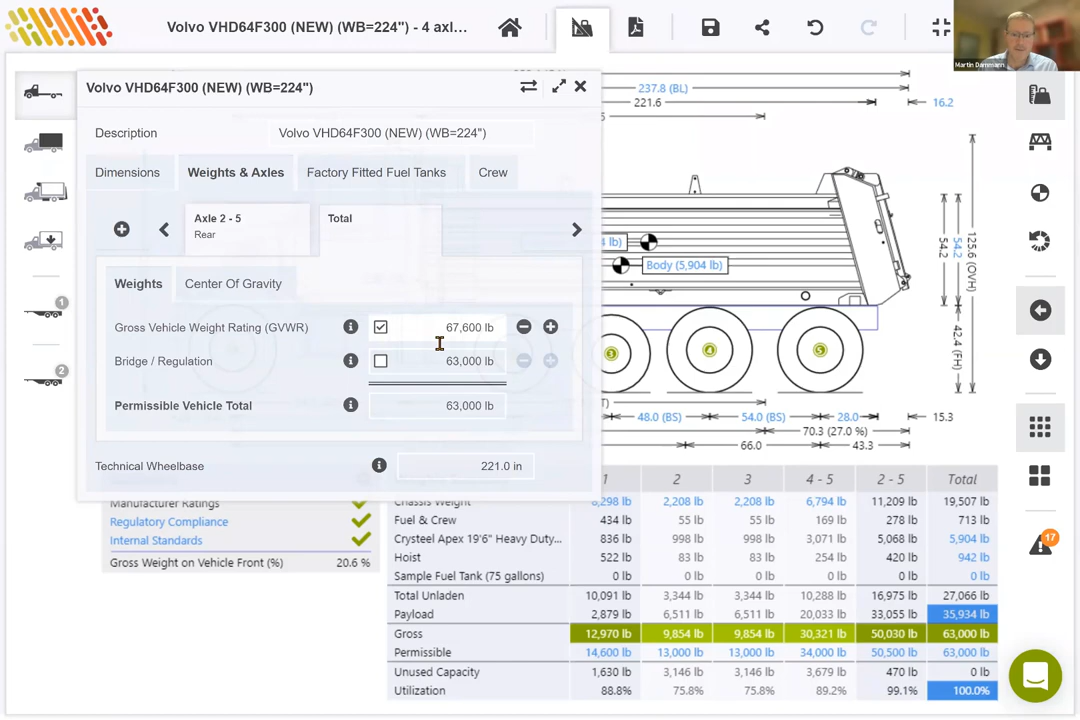 Volvo VHD64F300 (NEW) (WB=224") - 4 axl...
Martin Dammann
Volvo VHD64F300 (NEW) (WB=224")
237.8 (BL)
221.6
16.2
Description
Volvo VHD64F300 (NEW) (WB=224")
Dimensions
Weights & Axles
Factory Fitted Fuel Tanks
Crew
Axle 2 - 5
Rear
Total
Weights
Center Of Gravity
Gross Vehicle Weight Rating (GVWR)
67,600 lb
Bridge / Regulation
63,000 lb
Permissible Vehicle Total
63,000 lb
Technical Wheelbase
221.0 in
lb)
Body (5,904 lb)
54.2
54.2
125.6 (OVH)
42.4 (FH)
3
4
5
48.0 (BS)
54.0 (BS)
28.0
15.3
70.3 (27.0 %)
66.0
43.3
1
2
17
Manufacturer Ratings
Regulatory Compliance
Internal Standards
Gross Weight on Vehicle Front (%) 20.6 %
1 2 3 4 - 5 2 - 5 Total
Chassis Weight 8,298 lb 2,208 lb 2,208 lb 6,794 lb 11,209 lb 19,507 lb
Fuel & Crew 434 lb 55 lb 55 lb 169 lb 278 lb 713 lb
Crysteel Apex 19'6" Heavy Duty... 836 lb 998 lb 998 lb 3,071 lb 5,068 lb 5,904 lb
Hoist 522 lb 83 lb 83 lb 254 lb 420 lb 942 lb
Sample Fuel Tank (75 gallons) 0 lb 0 lb 0 lb 0 lb 0 lb 0 lb
Total Unladen 10,091 lb 3,344 lb 3,344 lb 10,288 lb 16,975 lb 27,066 lb
Payload 2,879 lb 6,511 lb 6,511 lb 20,033 lb 33,055 lb 35,934 lb
Gross 12,970 lb 9,854 lb 9,854 lb 30,321 lb 50,030 lb 63,000 lb
Permissible 14,600 lb 13,000 lb 13,000 lb 34,000 lb 50,500 lb 63,000 lb
Unused Capacity 1,630 lb 3,146 lb 3,146 lb 3,679 lb 470 lb 0 lb
Utilization 88.8% 75.8% 75.8% 89.2% 99.1% 100.0%